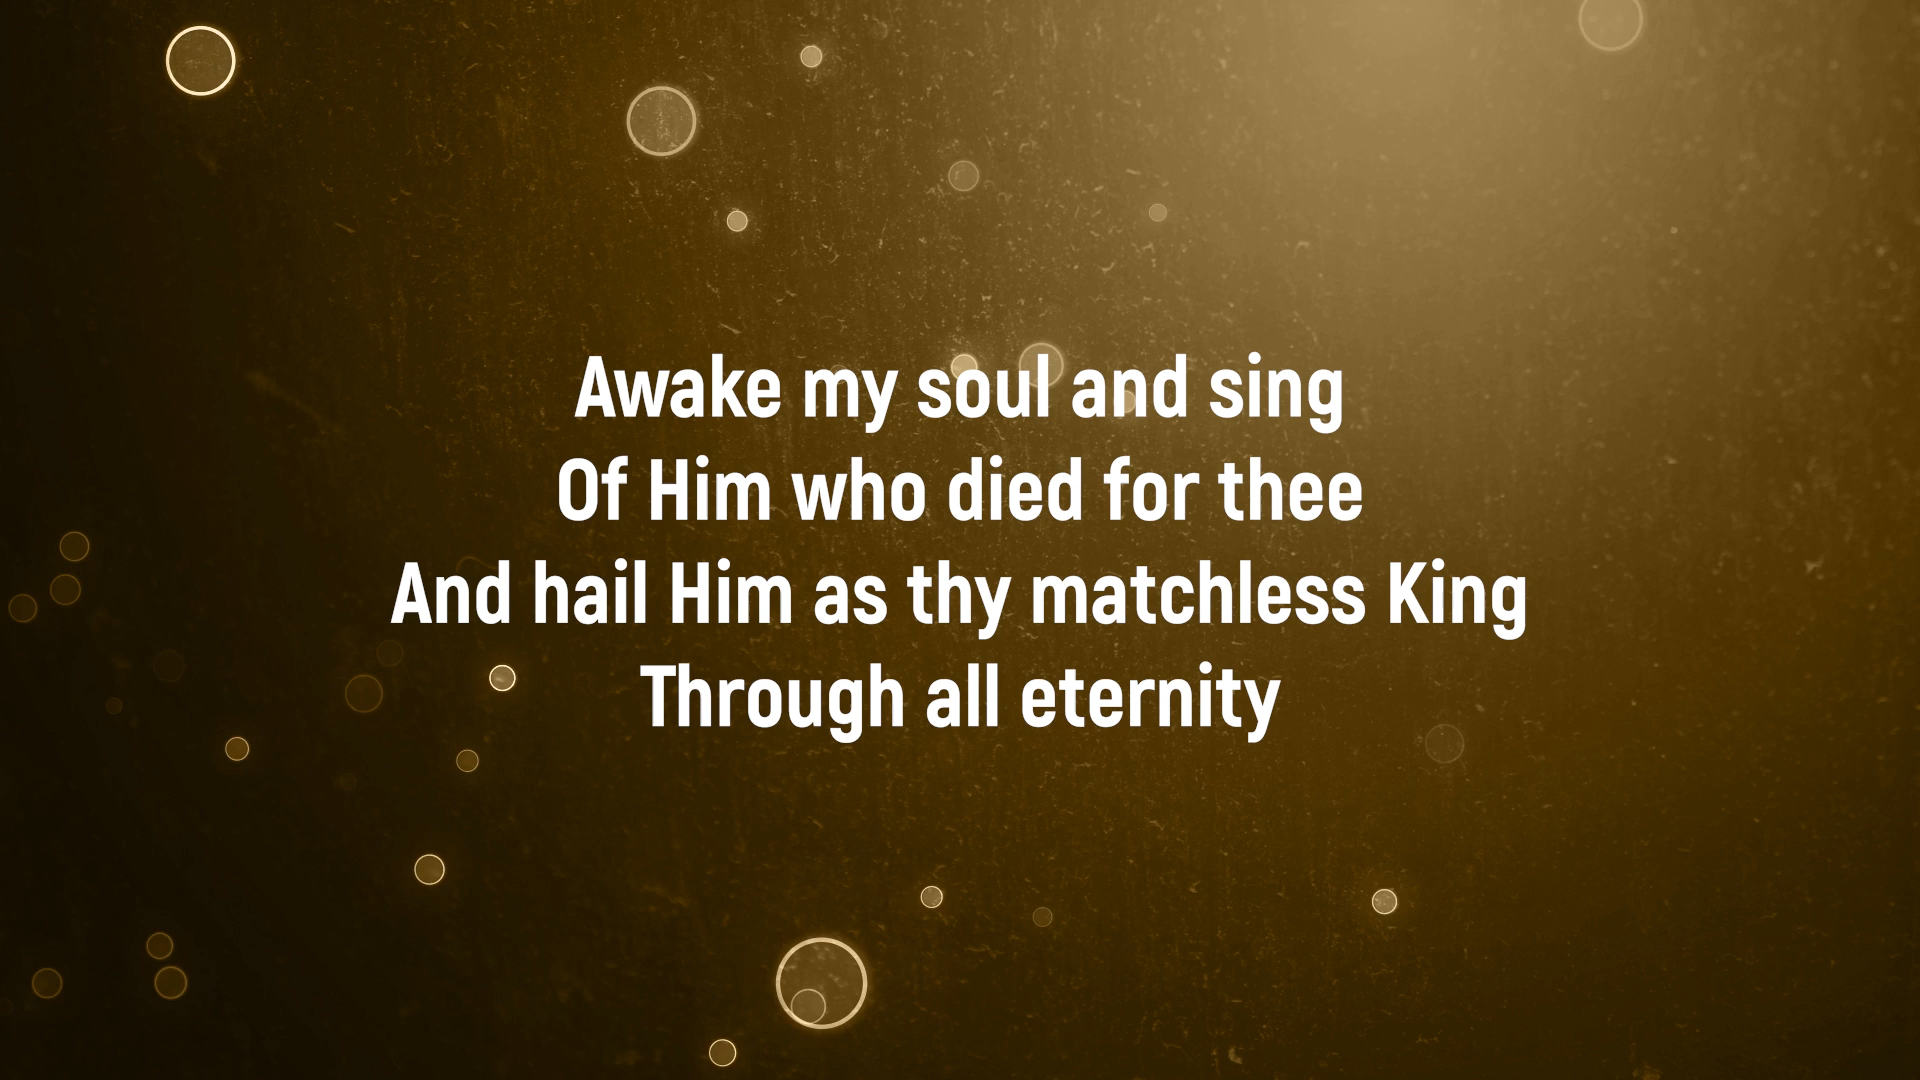 Awake my soul and sing
Of Him who died for thee
And hail Him as thy matchless King
Through all eternity